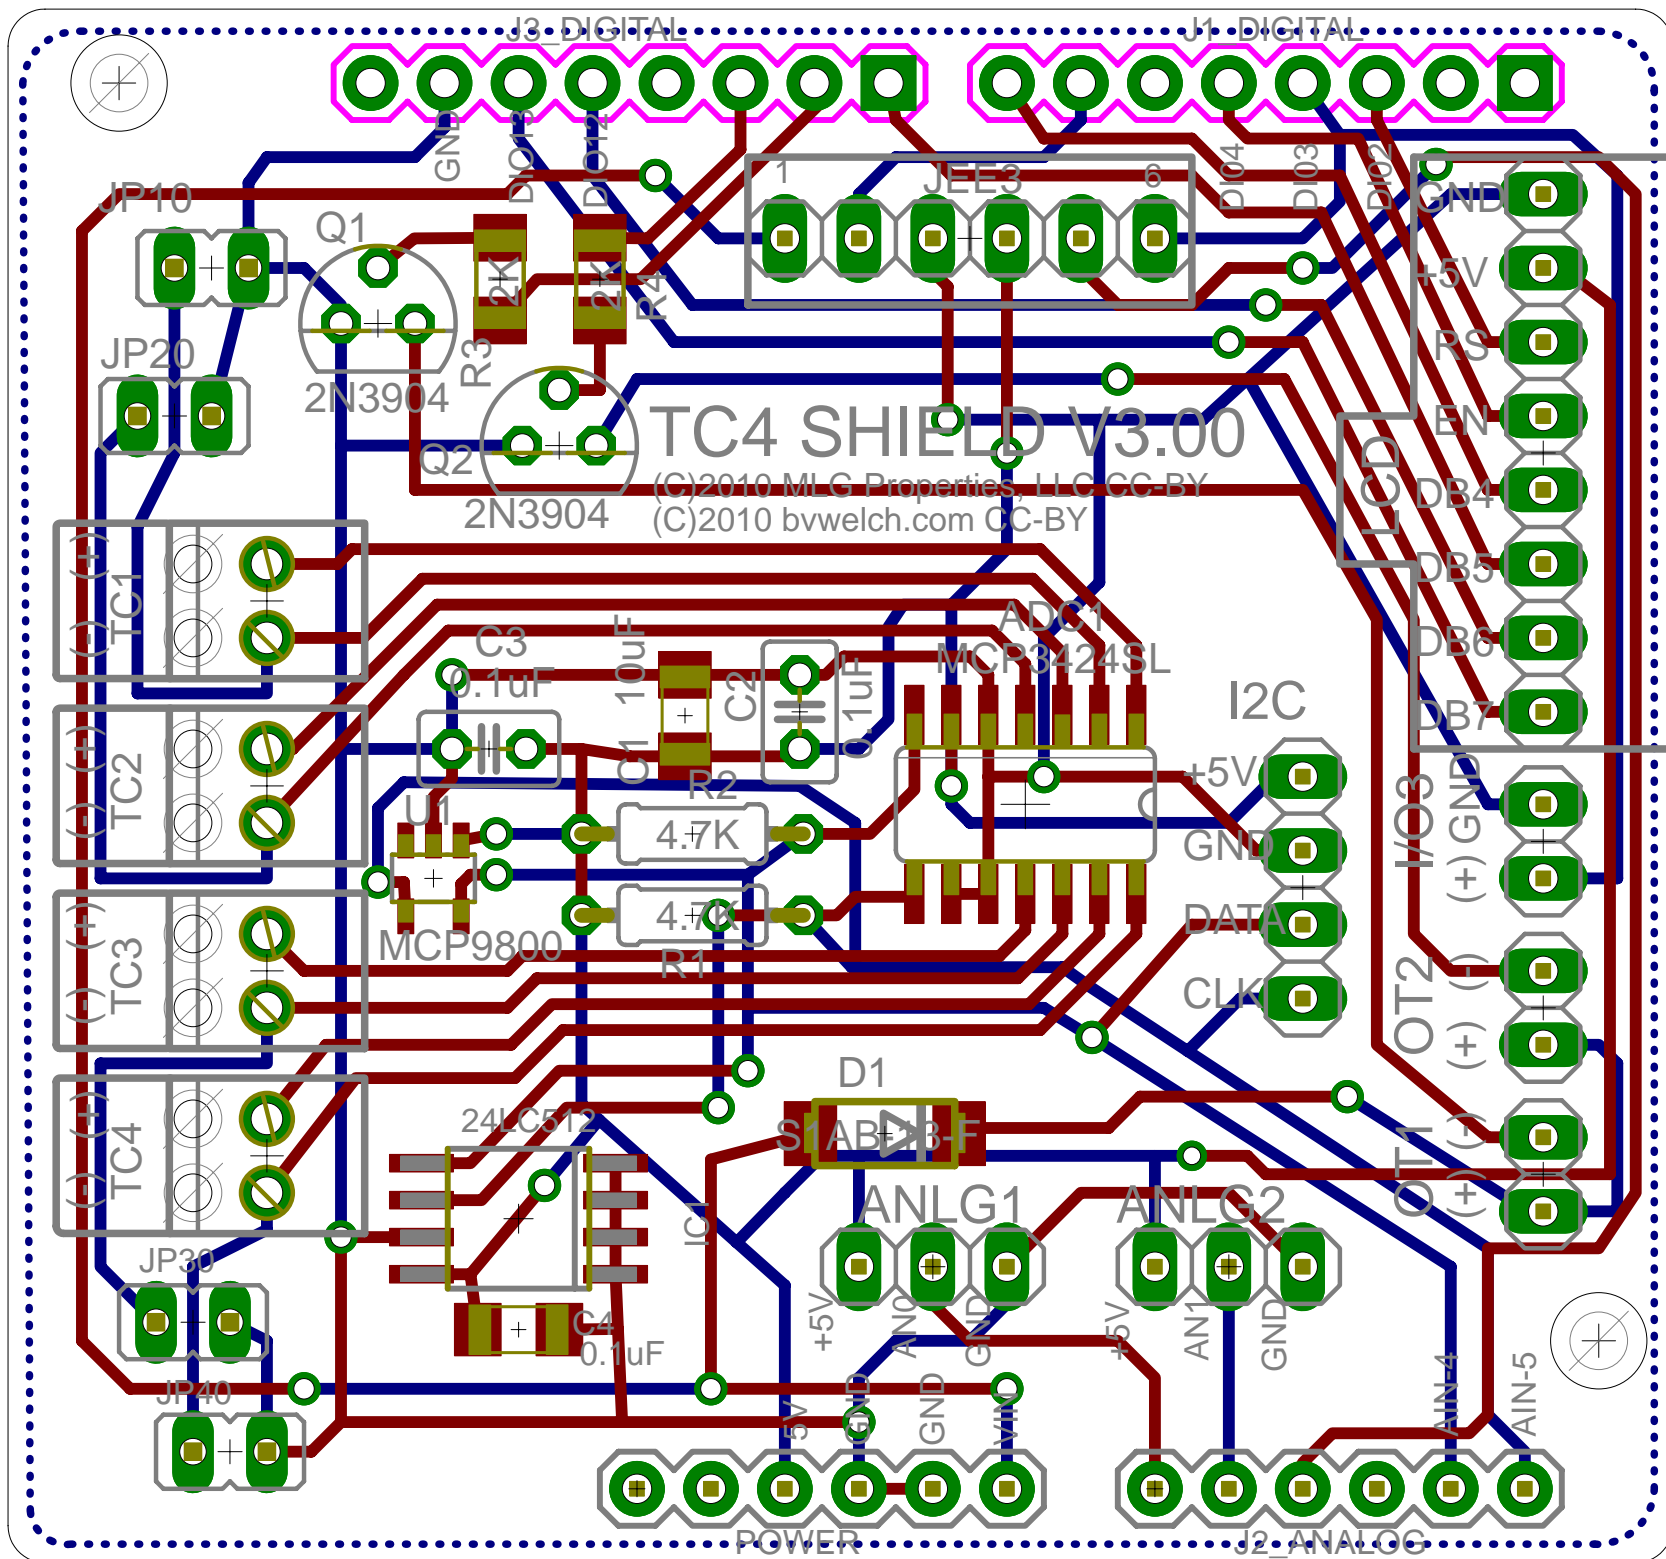 J3_DIGITAL
J1_DIGITAL
GND
DIO13
DIO12
DIO4
DIO3
DIO2
JP10
Q1
1
JEE3
6
GND
+5V
RS
EN
DB4
DB5
DB6
DB7
LCD
2K
2K
R4
R3
JP20
2N3904
Q2
2N3904
TC4 SHIELD V3.00
(C)2010 MLG Properties, LLC CC-BY
(C)2010 bvwelch.com CC-BY
(+)
(-)
TC1
C3
0.1uF
10uF
C1
C2
0.1uF
ADC1
MCP3424SL
I2C
+5V
GND
DATA
CLK
(+)
(-)
TC2
U1
R2
4.7K
4.7K
R1
MCP9800
I/O3
GND
(+)
(+)
(-)
TC3
OT2
(-)
(+)
D1
S1AB-13-F
24LC512
IC1
(+)
(-)
TC4
OT1
(-)
(+)
ANLG1
ANLG2
JP30
C4
0.1uF
+5V
AN0
GND
+5V
AN1
GND
JP40
5V
GND
GND
VIN
AIN-4
AIN-5
POWER
J2_ANALOG